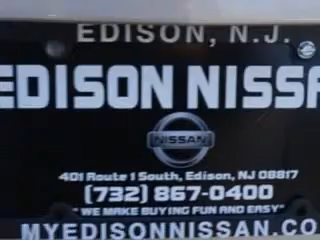 EDISON, N.J.
EDISON NISSA
NISSAN
401 Route 1 South, Edison, NJ 08817
(732) 867-0400
"WE MAKE BUYING FUN AND EASY"
MYEDISONNISSAN.CO